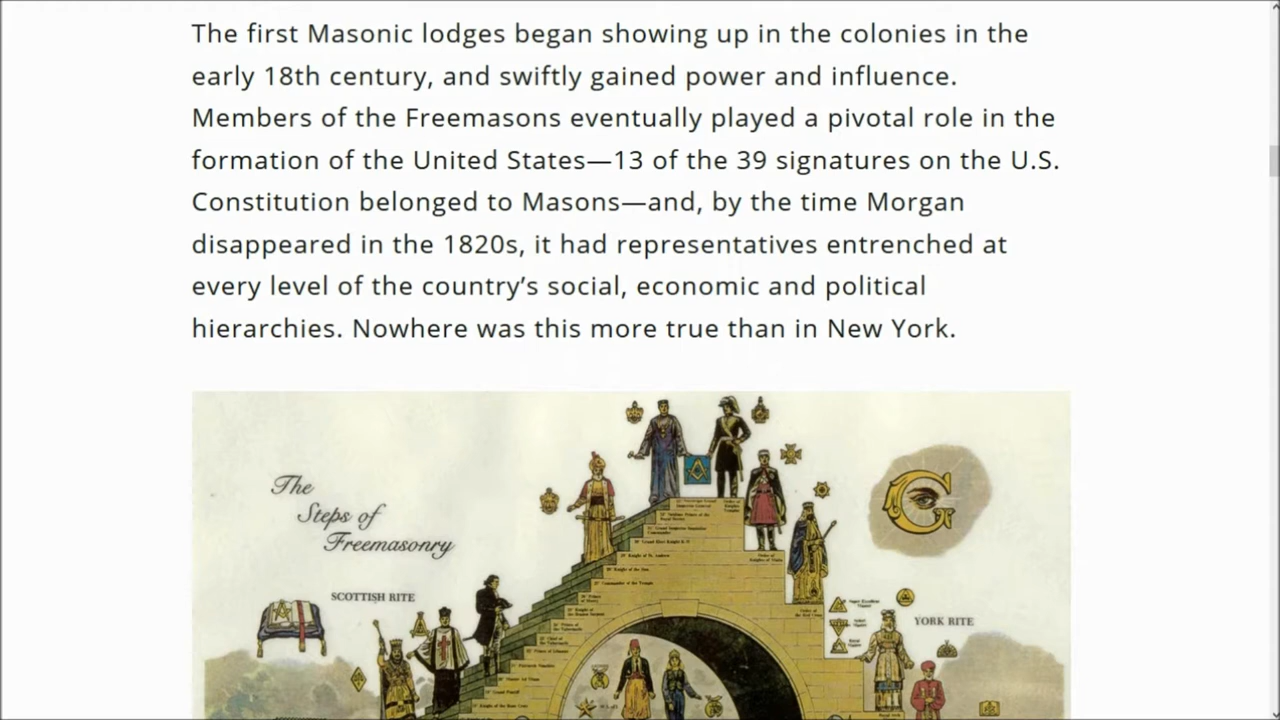 The first Masonic lodges began showing up in the colonies in the
early 18th century, and swiftly gained power and influence.
Members of the Freemasons eventually played a pivotal role in the
formation of the United States—13 of the 39 signatures on the U.S.
Constitution belonged to Masons—and, by the time Morgan
disappeared in the 1820s, it had representatives entrenched at
every level of the country’s social, economic and political
hierarchies. Nowhere was this more true than in New York.
The
Steps of
Freemasonry
G
SCOTTISH RITE
YORK RITE